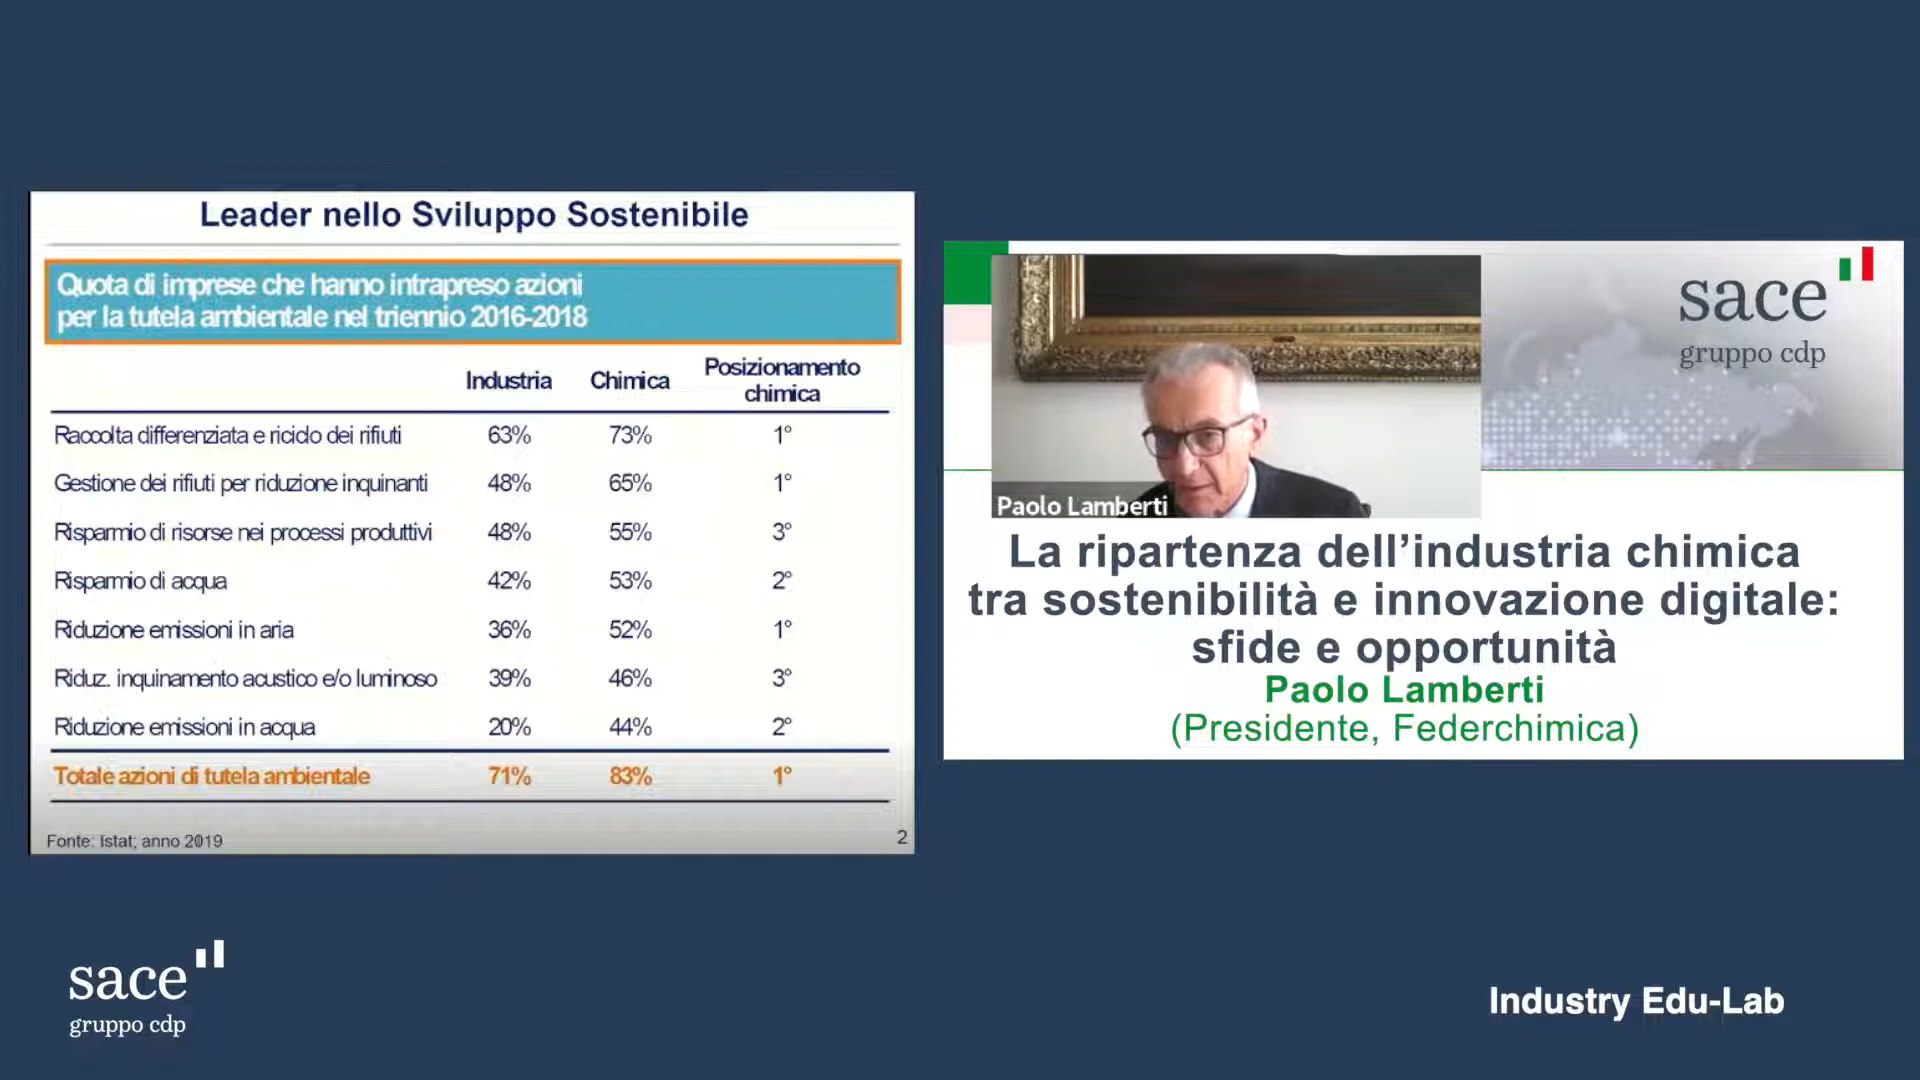 Leader nello Sviluppo Sostenibile
Quota di imprese che hanno intrapreso azioni
per la tutela ambientale nel triennio 2016-2018
Industria Chimica Posizionamento chimica
Raccolta differenziata e riciclo dei rifiuti 63% 73% 1°
Gestione dei rifiuti per riduzione inquinanti 48% 65% 1°
Risparmio di risorse nei processi produttivi 48% 55% 3°
Risparmio di acqua 42% 53% 2°
Riduzione emissioni in aria 36% 52% 1°
Riduz. inquinamento acustico e/o luminoso 39% 46% 3°
Riduzione emissioni in acqua 20% 44% 2°
Totale azioni di tutela ambientale 71% 83% 1°
Fonte: Istat; anno 2019
2
sace
gruppo cdp
Paolo Lamberti
La ripartenza dell’industria chimica
tra sostenibilità e innovazione digitale:
sfide e opportunità
Paolo Lamberti
(Presidente, Federchimica)
sace
gruppo cdp
Industry Edu-Lab